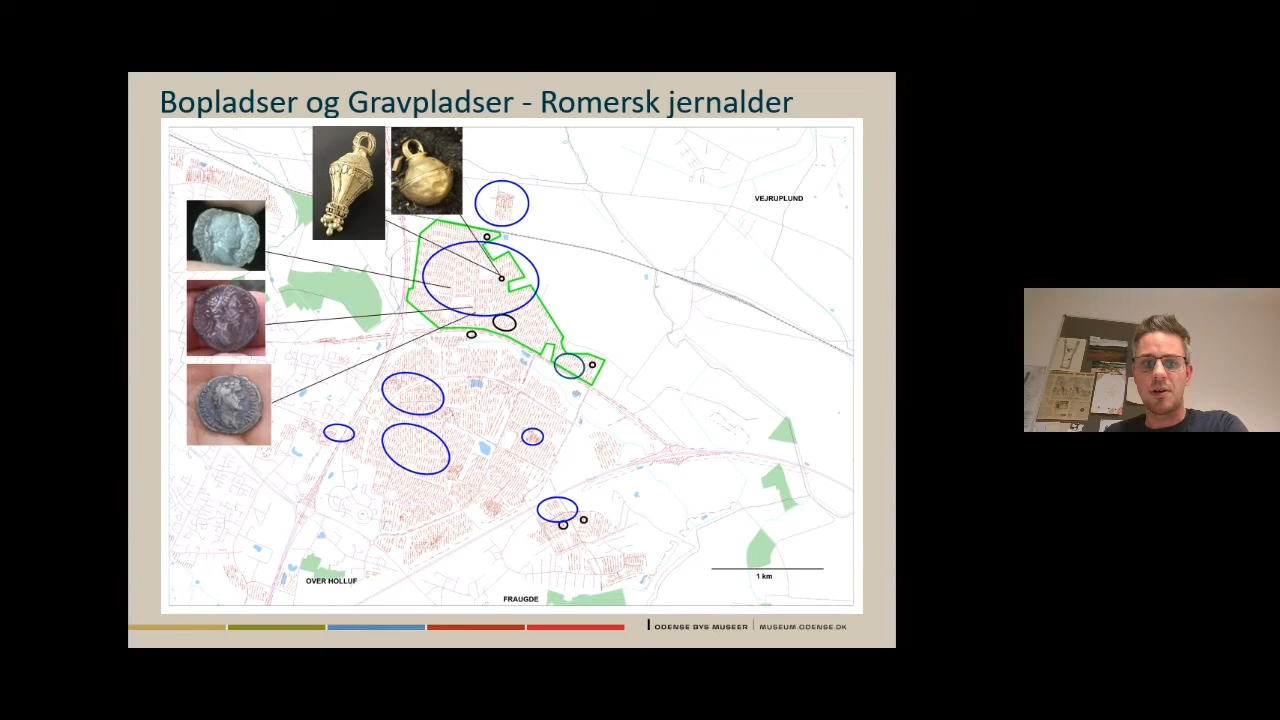 Bopladser og Gravpladser - Romersk jernalder
VEJRUPLUND
1 km
OVER HOLLUF
FRAUGDE
ODENSE BYS MUSEER | MUSEUM.ODENSE.DK